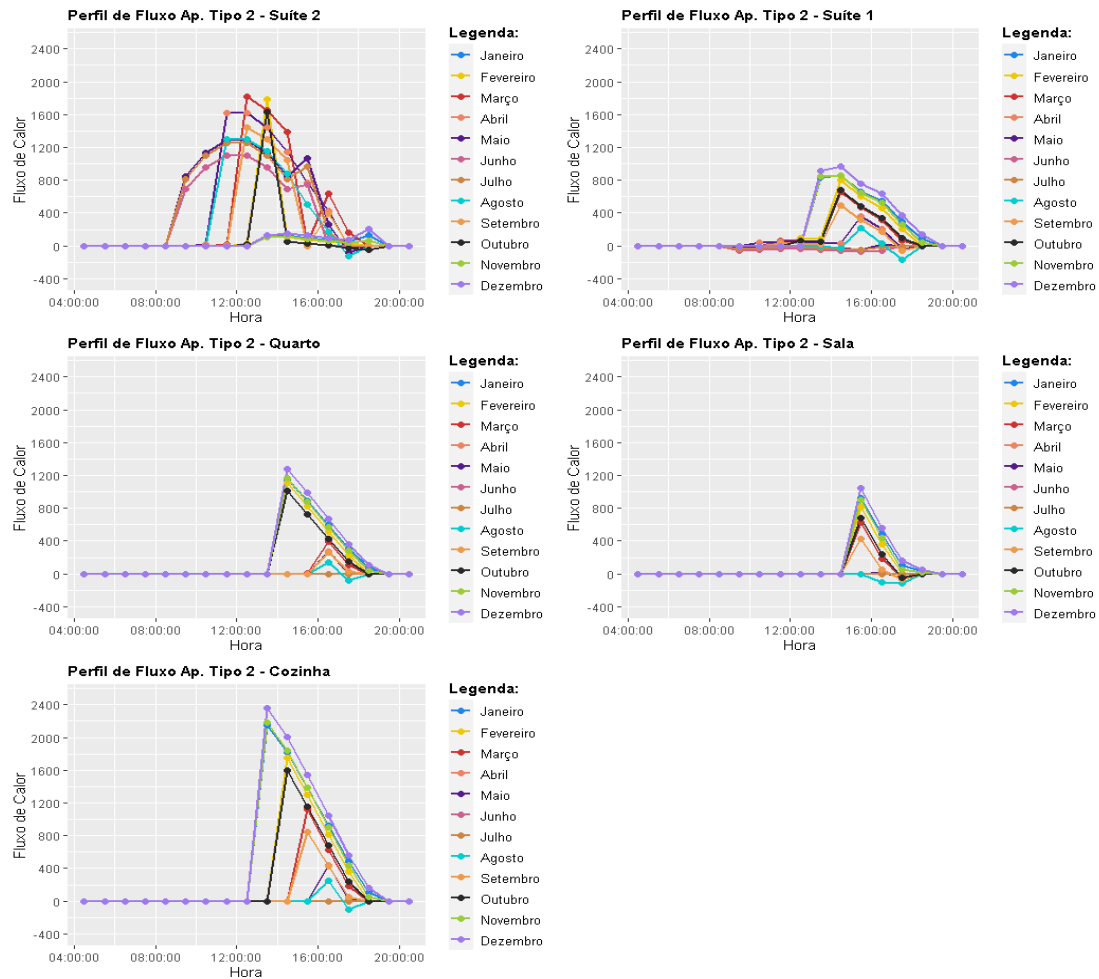 Perfil de Fluxo Ap. Tipo 2 - Suíte 2
Fluxo de Calor
2400
2000
1600
1200
800
400
0
-400
04:00:00 08:00:00 12:00:00 16:00:00 20:00:00
Hora
Legenda:
Janeiro
Fevereiro
Março
Abril
Maio
Junho
Julho
Agosto
Setembro
Outubro
Novembro
Dezembro
Perfil de Fluxo Ap. Tipo 2 - Suíte 1
Fluxo de Calor
2400
2000
1600
1200
800
400
0
-400
04:00:00 08:00:00 12:00:00 16:00:00 20:00:00
Hora
Legenda:
Janeiro
Fevereiro
Março
Abril
Maio
Junho
Julho
Agosto
Setembro
Outubro
Novembro
Dezembro
Perfil de Fluxo Ap. Tipo 2 - Quarto
Fluxo de Calor
2400
2000
1600
1200
800
400
0
-400
04:00:00 08:00:00 12:00:00 16:00:00 20:00:00
Hora
Legenda:
Janeiro
Fevereiro
Março
Abril
Maio
Junho
Julho
Agosto
Setembro
Outubro
Novembro
Dezembro
Perfil de Fluxo Ap. Tipo 2 - Sala
Fluxo de Calor
2400
2000
1600
1200
800
400
0
-400
04:00:00 08:00:00 12:00:00 16:00:00 20:00:00
Hora
Legenda:
Janeiro
Fevereiro
Março
Abril
Maio
Junho
Julho
Agosto
Setembro
Outubro
Novembro
Dezembro
Perfil de Fluxo Ap. Tipo 2 - Cozinha
Fluxo de Calor
2400
2000
1600
1200
800
400
0
-400
04:00:00 08:00:00 12:00:00 16:00:00 20:00:00
Hora
Legenda:
Janeiro
Fevereiro
Março
Abril
Maio
Junho
Julho
Agosto
Setembro
Outubro
Novembro
Dezembro